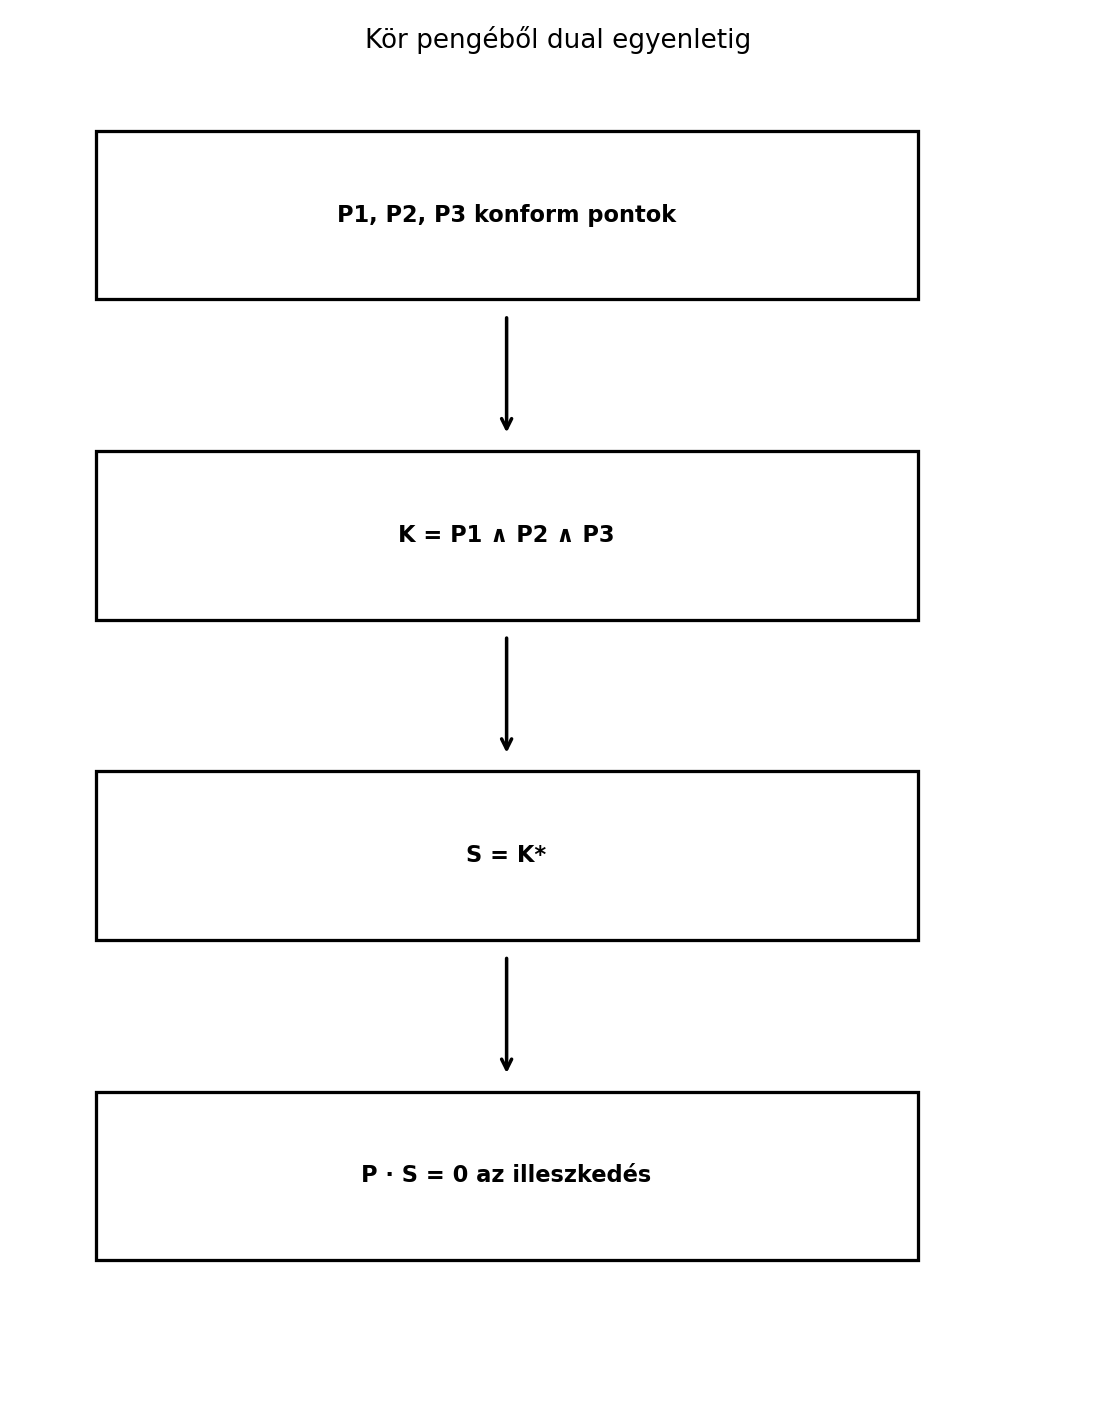 Kör pengéből dual egyenletig
P1, P2, P3 konform pontok
K = P1 ∧ P2 ∧ P3
S = K*
P · S = 0 az illeszkedés